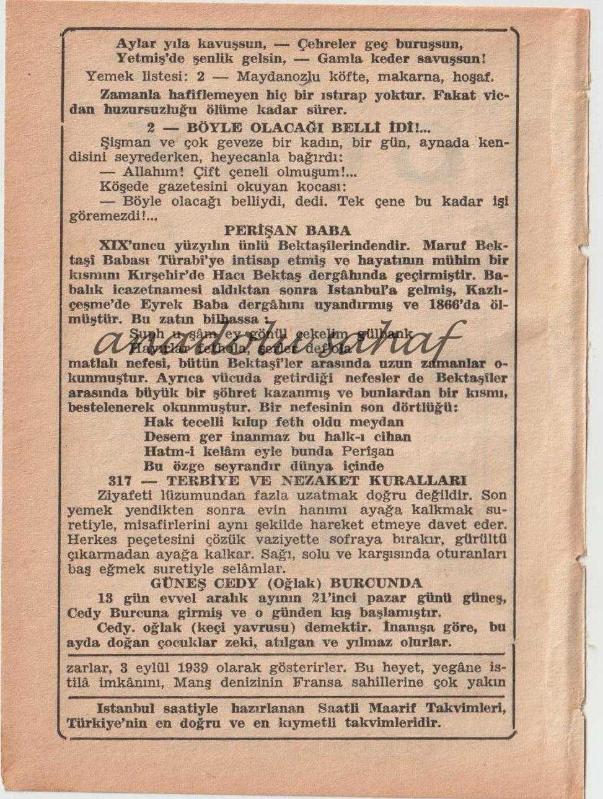 Aylar yıla kavuşsun, — Çehreler geç buruşsun,
Yetmiş'de şenlik gelsin, — Gamla keder savuşsun!
Yemek listesi: 2 — Maydanozlu köfte, makarna, hoşaf.
Zamanla hafiflemeyen hiç bir ıstırap yoktur. Fakat vic-
dan huzursuzluğu ölüme kadar sürer.
2 — BÖYLE OLACAĞI BELLİ İDİ!...
Şişman ve çok geveze bir kadın, bir gün, aynada ken-
disini seyrederken, heyecanla bağırdı:
— Allahım! Çift çeneli olmuşum!...
Köşede gazetesini okuyan kocası:
— Böyle olacağı belliydi, dedi. Tek çene bu kadar işi
göremezdi!...
PERİŞAN BABA
XIX'uncu yüzyılın ünlü Bektaşilerindendir. Maruf Bek-
taşî Babası Türabî'ye intisap etmiş ve hayatının mühim bir
kısmını Kırşehir'de Hacı Bektaş dergâhında geçirmiştir. Ba-
balık icazetnamesi aldıktan sonra Istanbul'a gelmiş, Kazlı-
çeşme'de Eyrek Baba dergâhını uyandırmış ve 1866'da öl-
müştür. Bu zatın bilhassa :
Subh u şâm ey gönül çekelim gülbank
anadolusahaf
matlalı nefesi, bütün Bektaşî'ler arasında uzun zamanlar o-
kunmuştur. Ayrıca vücuda getirdiği nefesler de Bektaşiler
arasında büyük bir şöhret kazanmış ve bunlardan bir kısmı,
bestelenerek okunmuştur. Bir nefesinin son dörtlüğü:
Hak tecelli kılup feth oldu meydan
Desem ger inanmaz bu halk-ı cihan
Hatm-i kelâm eyle bunda Perişan
Bu özge seyrandır dünya içinde
317 — TERBİYE VE NEZAKET KURALLARI
Ziyafeti lüzumundan fazla uzatmak doğru değildir. Son
yemek yendikten sonra evin hanımı ayağa kalkmak su-
retiyle, misafirlerini aynı şekilde hareket etmeye davet eder.
Herkes peçetesini çözük vaziyette sofraya bırakır, gürültü
çıkarmadan ayağa kalkar. Sağı, solu ve karşısında oturanları
baş eğmek suretiyle selâmlar.
GÜNEŞ CEDY (Oğlak) BURCUNDA
13 gün evvel aralık ayının 21'inci pazar günü güneş,
Cedy Burcuna girmiş ve o günden kış başlamıştır.
Cedy. oğlak (keçi yavrusu) demektir. İnanışa göre, bu
ayda doğan çocuklar zeki, atılgan ve yılmaz olurlar.
zarlar, 3 eylül 1939 olarak gösterirler. Bu heyet, yegâne is-
tilâ imkânını, Manş denizinin Fransa sahillerine çok yakın
Istanbul saatiyle hazırlanan Saatli Maarif Takvimleri,
Türkiye'nin en doğru ve en kıymetli takvimleridir.